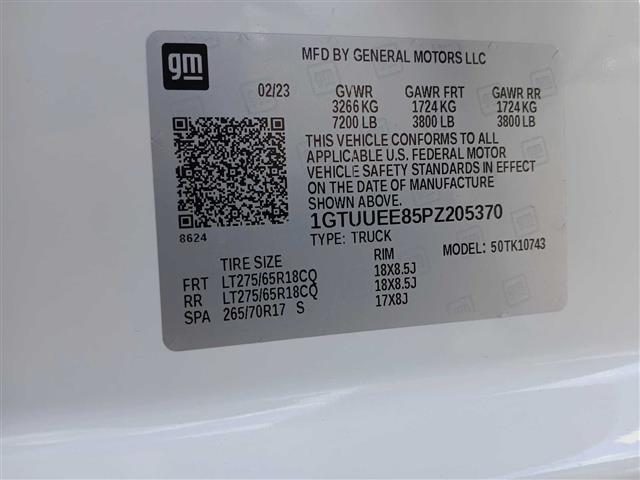 gm
MFD BY GENERAL MOTORS LLC
02/23 GVWR GAWR FRT GAWR RR
3266 KG 1724 KG 1724 KG
7200 LB 3800 LB 3800 LB
THIS VEHICLE CONFORMS TO ALL
APPLICABLE U.S. FEDERAL MOTOR
VEHICLE SAFETY STANDARDS IN EFFECT
ON THE DATE OF MANUFACTURE
SHOWN ABOVE.
8624
1GTUUEE85PZ205370
TYPE: TRUCK MODEL: 50TK10743
TIRE SIZE RIM
FRT LT275/65R18CQ 18X8.5J
RR LT275/65R18CQ 18X8.5J
SPA 265/70R17 S 17X8J